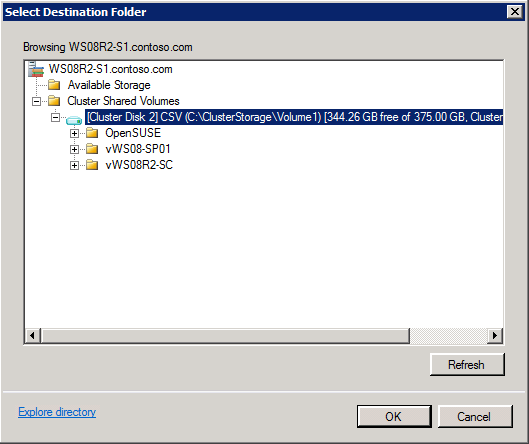 Select Destination Folder
Browsing WS08R2-S1.contoso.com
WS08R2-S1.contoso.com
Available Storage
Cluster Shared Volumes
[Cluster Disk 2] CSV (C:\ClusterStorage\Volume1) [344.26 GB free of 375.00 GB, Cluster
OpenSUSE
vWS08-SP01
vWS08R2-SC
Refresh
Explore directory
OK
Cancel